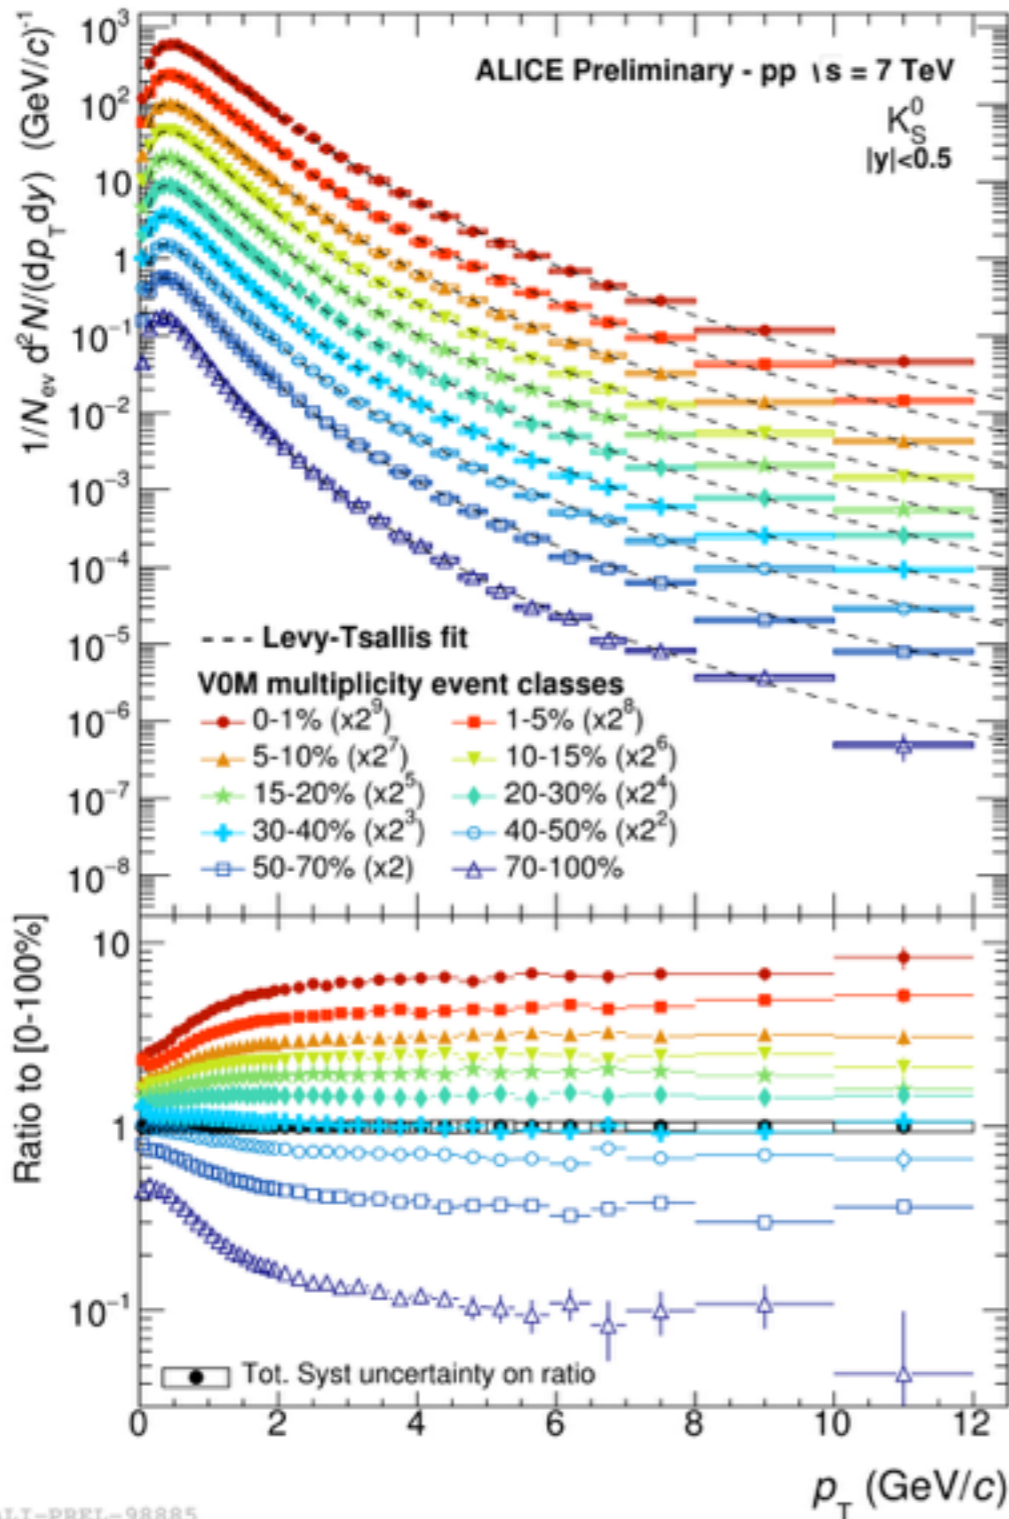 10³
10²
10
1
10⁻¹
10⁻²
10⁻³
10⁻⁴
10⁻⁵
10⁻⁶
10⁻⁷
10⁻⁸
1/N_ev d²N/(dp_T dy) (GeV/c)⁻¹
ALICE Preliminary - pp \s = 7 TeV
K⁰_S
|y|<0.5
Levy-Tsallis fit
V0M multiplicity event classes
0-1% (x2⁹) 1-5% (x2⁸)
5-10% (x2⁷) 10-15% (x2⁶)
15-20% (x2⁵) 20-30% (x2⁴)
30-40% (x2³) 40-50% (x2²)
50-70% (x2) 70-100%
Ratio to [0-100%]
10
1
10⁻¹
Tot. Syst uncertainty on ratio
0 2 4 6 8 10 12
p_T (GeV/c)
ALI-PREL-98885